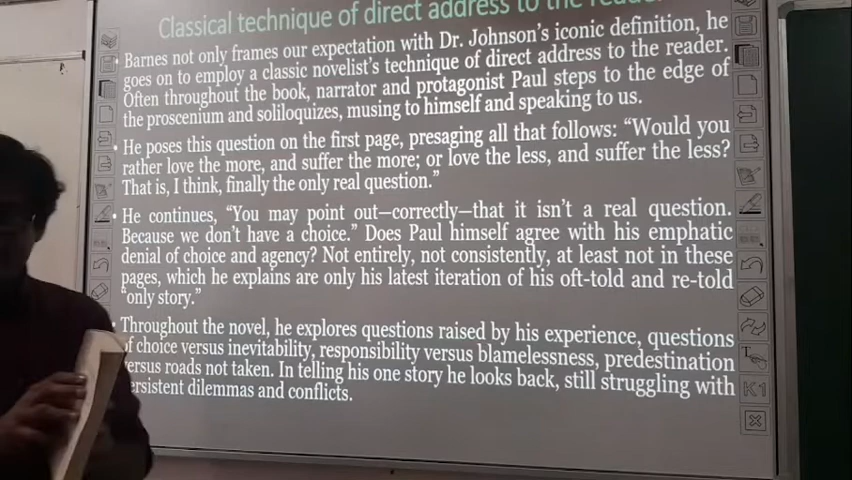 Classical technique of direct address to the reader
• Barnes not only frames our expectation with Dr. Johnson's iconic definition, he
goes on to employ a classic novelist's technique of direct address to the reader.
Often throughout the book, narrator and protagonist Paul steps to the edge of
the proscenium and soliloquizes, musing to himself and speaking to us.
• He poses this question on the first page, presaging all that follows: “Would you
rather love the more, and suffer the more; or love the less, and suffer the less?
That is, I think, finally the only real question.”
• He continues, “You may point out—correctly—that it isn't a real question.
Because we don't have a choice.” Does Paul himself agree with his emphatic
denial of choice and agency? Not entirely, not consistently, at least not in these
pages, which he explains are only his latest iteration of his oft-told and re-told
“only story.”
• Throughout the novel, he explores questions raised by his experience, questions
of choice versus inevitability, responsibility versus blamelessness, predestination
versus roads not taken. In telling his one story he looks back, still struggling with
persistent dilemmas and conflicts.
K1